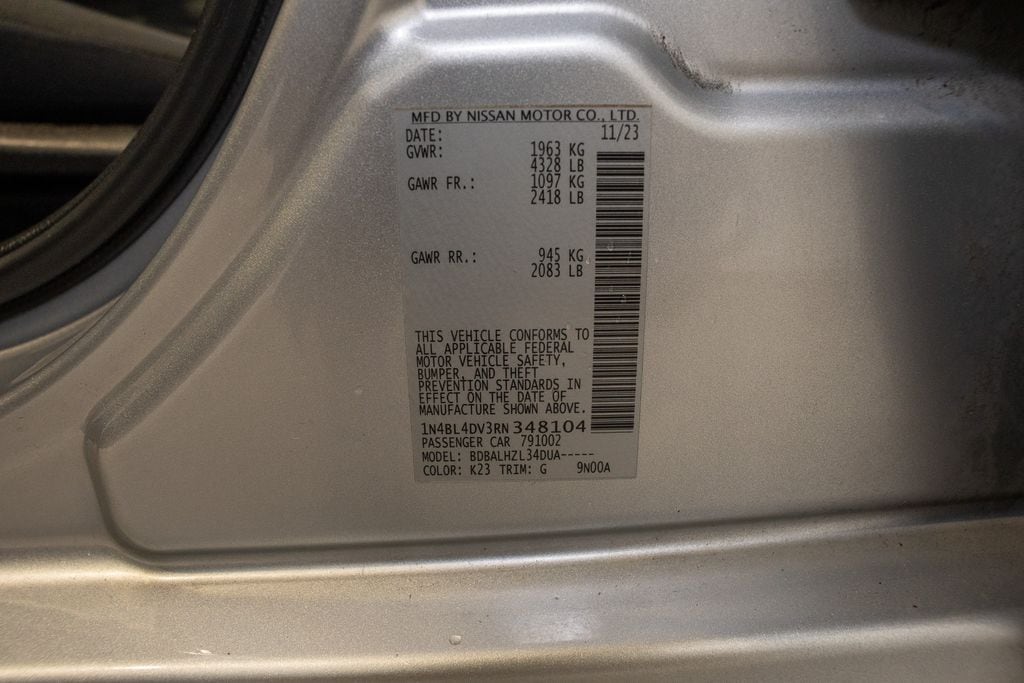 MFD BY NISSAN MOTOR CO., LTD.
DATE: 11/23
GVWR: 1963 KG
4328 LB
GAWR FR.: 1097 KG
2418 LB
GAWR RR.: 945 KG
2083 LB
THIS VEHICLE CONFORMS TO
ALL APPLICABLE FEDERAL
MOTOR VEHICLE SAFETY,
BUMPER, AND THEFT
PREVENTION STANDARDS IN
EFFECT ON THE DATE OF
MANUFACTURE SHOWN ABOVE.
1N4BL4DV3RN348104
PASSENGER CAR 791002
MODEL: BDBALHZL34DUA-----
COLOR: K23 TRIM: G 9N00A